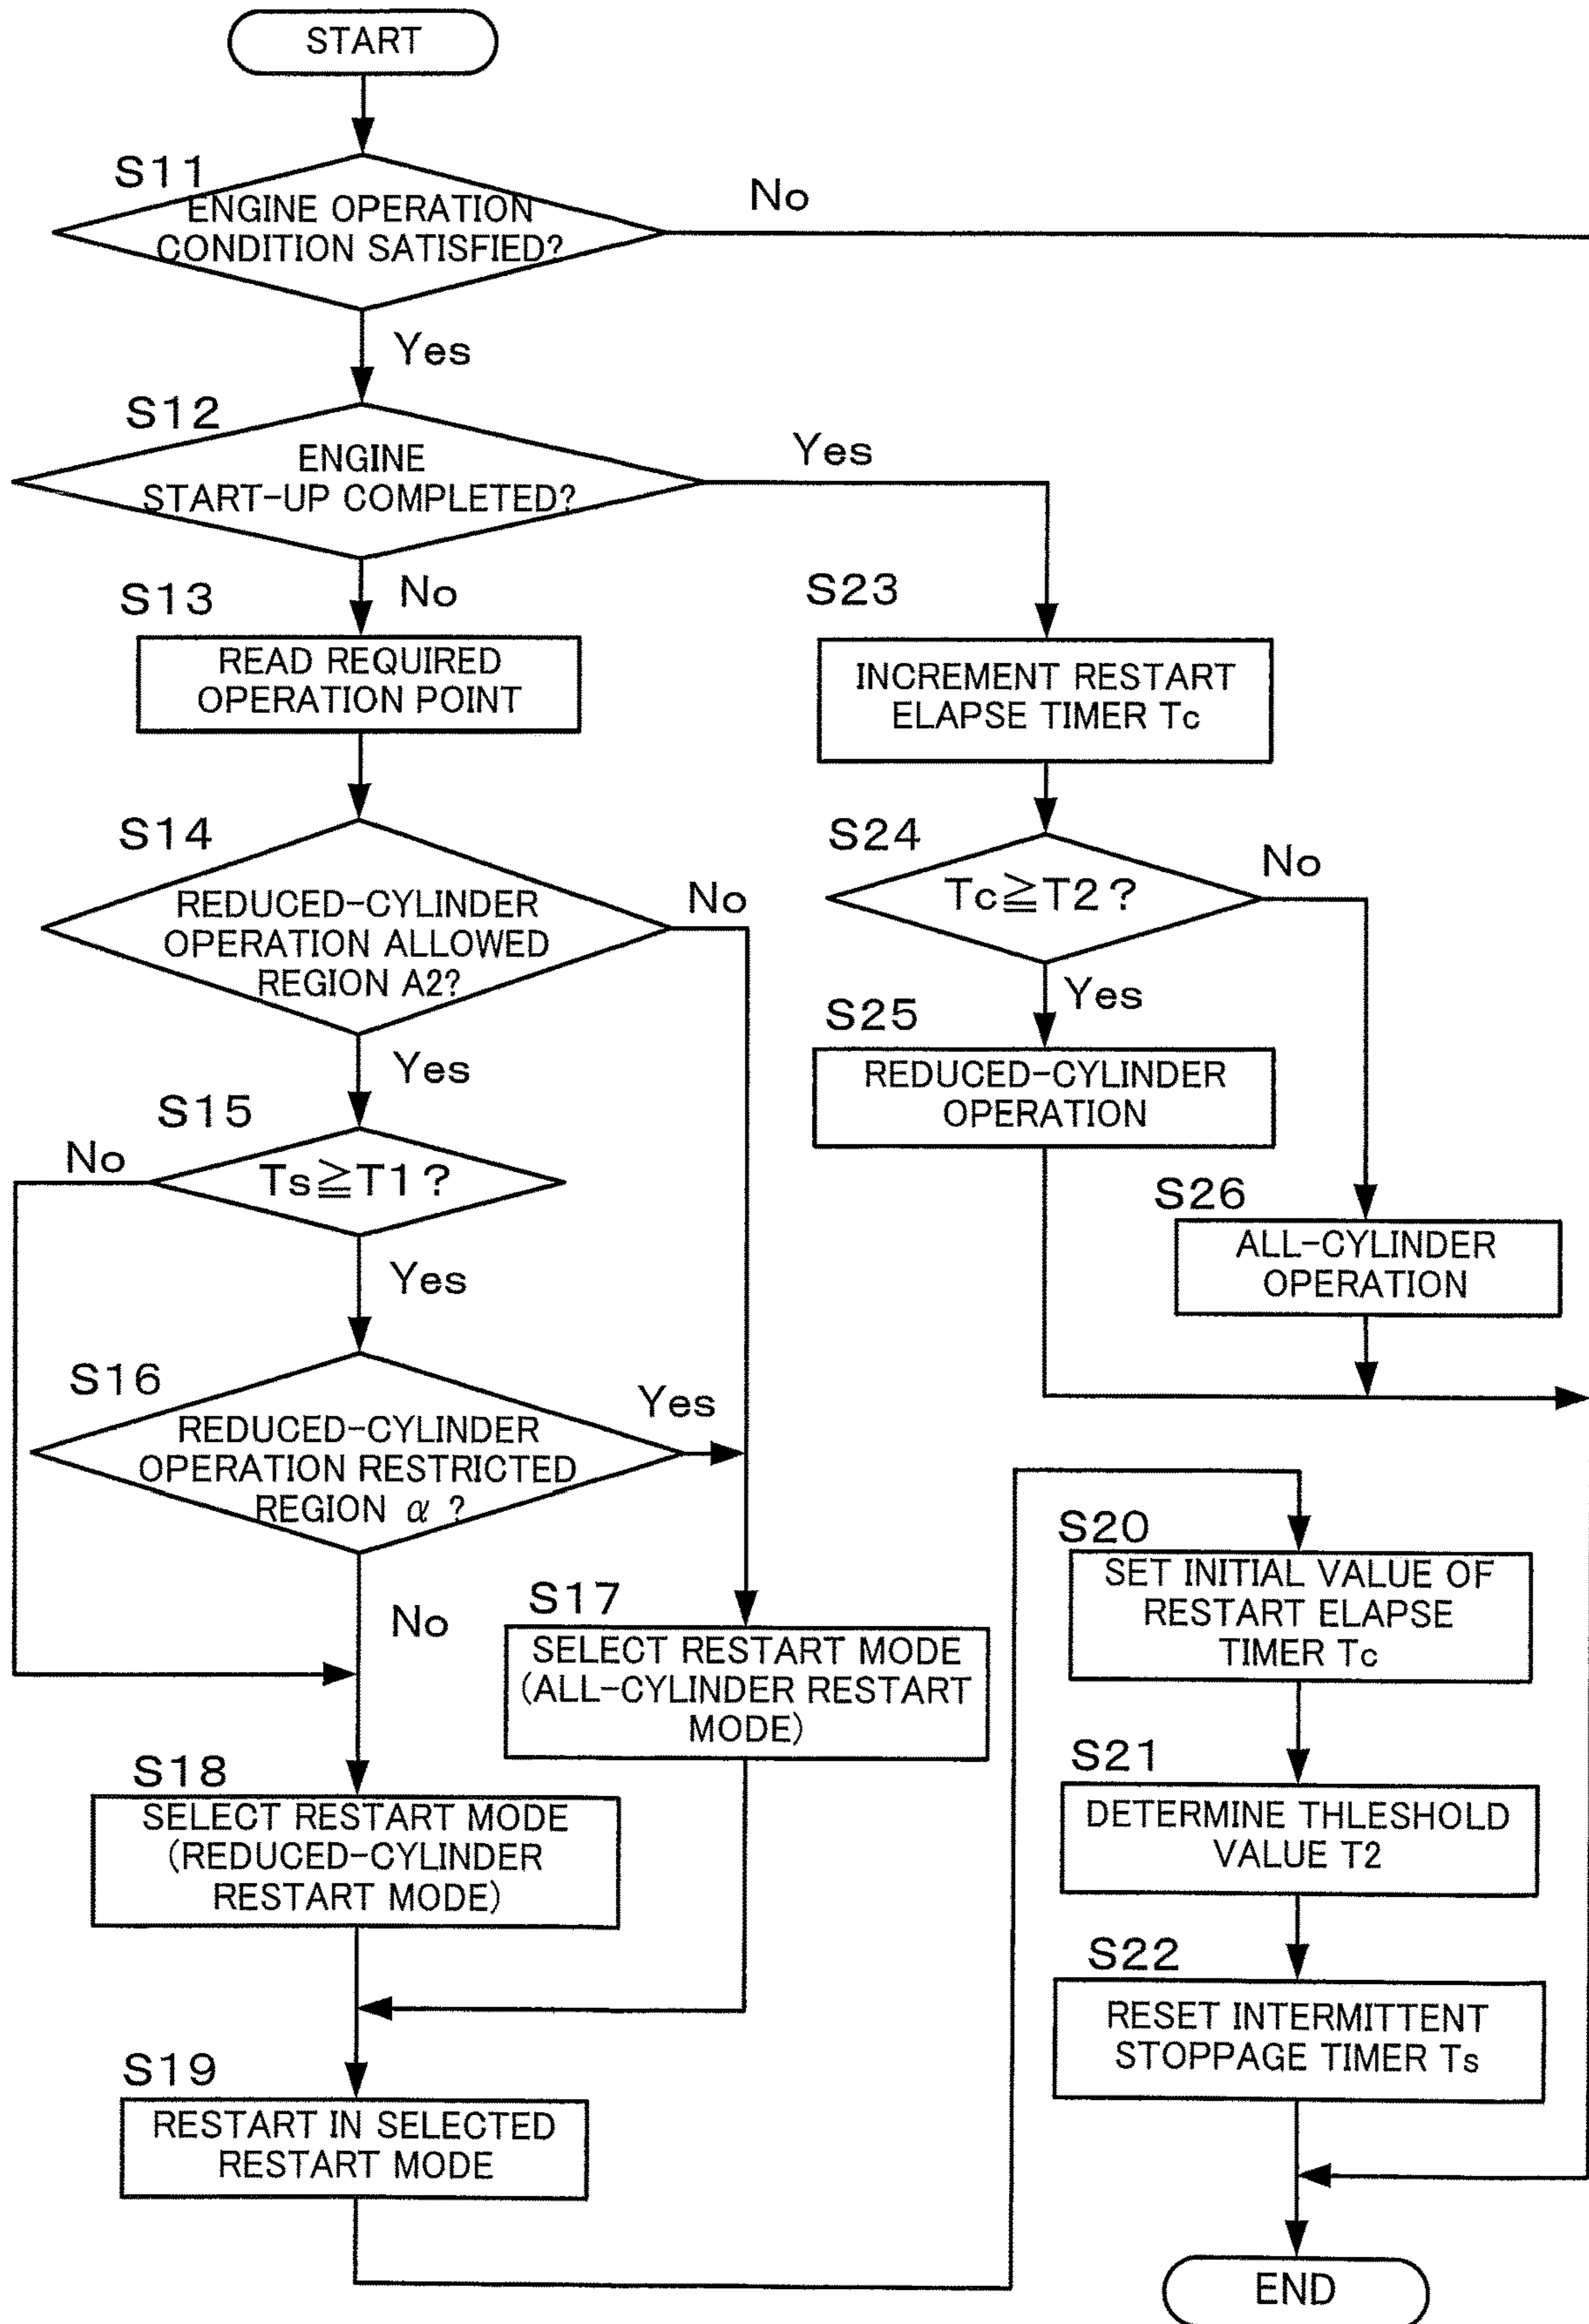 START
S11
ENGINE OPERATION
CONDITION SATISFIED?
No
Yes
S12
ENGINE
START-UP COMPLETED?
Yes
No
S13
READ REQUIRED
OPERATION POINT
S14
REDUCED-CYLINDER
OPERATION ALLOWED
REGION A2?
No
Yes
S15
Ts≧T1?
No
Yes
S16
REDUCED-CYLINDER
OPERATION RESTRICTED
REGION α ?
Yes
No
S17
SELECT RESTART MODE
(ALL-CYLINDER RESTART
MODE)
S18
SELECT RESTART MODE
(REDUCED-CYLINDER
RESTART MODE)
S19
RESTART IN SELECTED
RESTART MODE
S23
INCREMENT RESTART
ELAPSE TIMER Tc
S24
Tc≧T2?
No
Yes
S25
REDUCED-CYLINDER
OPERATION
S26
ALL-CYLINDER
OPERATION
S20
SET INITIAL VALUE OF
RESTART ELAPSE
TIMER Tc
S21
DETERMINE THLESHOLD
VALUE T2
S22
RESET INTERMITTENT
STOPPAGE TIMER Ts
END